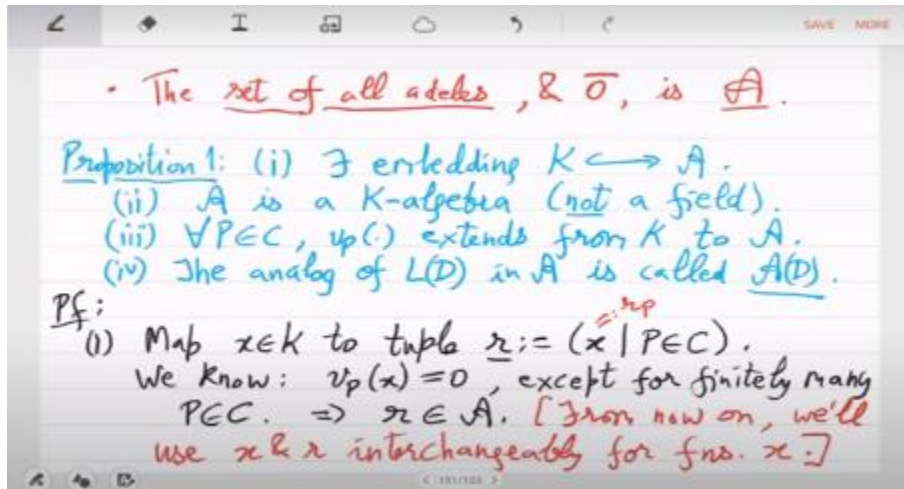 SAVE MORE
• The set of all adeles, & 0̅, is 𝔸.
Proposition 1: (i) ∃ embedding K ↪ 𝔸.
(ii) 𝔸 is a K-algebra (not a field).
(iii) ∀P∈C, vₚ(.) extends from K to 𝔸.
(iv) The analog of L(D) in 𝔸 is called 𝔸(D).
Pf:
=: rₚ
(i) Map x∈K to tuple r := (x | P∈C).
We know: vₚ(x) = 0, except for finitely many
P∈C. ⇒ r ∈ 𝔸. [From now on, we'll
use x & r interchangeably for fns. x.]